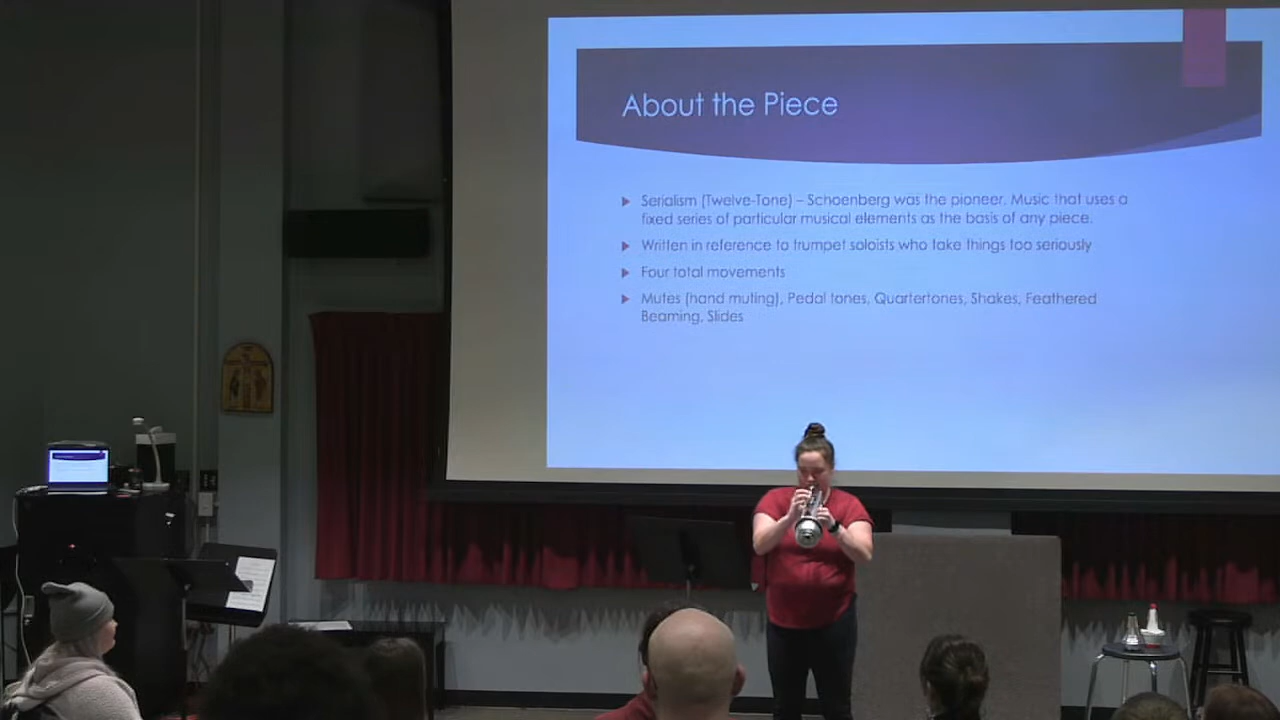 About the Piece
Serialism (Twelve-Tone) – Schoenberg was the pioneer. Music that uses a
fixed series of particular musical elements as the basis of any piece.
Written in reference to trumpet soloists who take things too seriously
Four total movements
Mutes (hand muting), Pedal tones, Quartertones, Shakes, Feathered
Beaming, Slides